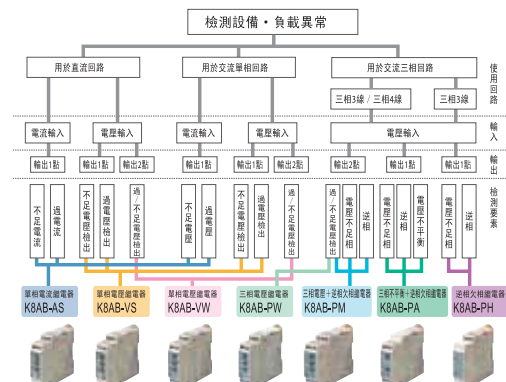 檢測設備・負載異常
用於直流回路
用於交流單相回路
用於交流三相回路
使用回路
三相3線 / 三相4線
三相3線
電流輸入
電壓輸入
電流輸入
電壓輸入
電壓輸入
輸入
輸出1點
輸出1點
輸出2點
輸出1點
輸出1點
輸出2點
輸出2點
輸出1點
輸出1點
輸出
不足電流
過電流
不足電壓檢出
過電壓檢出
過/不足電壓檢出
不足電壓
過電壓
不足電壓檢出
過電壓檢出
過/不足電壓檢出
過/不足電壓檢出
電壓不足相
逆相
電壓不足相
逆相
電壓不平衡
電壓不足相
逆相
檢測要素
單相電流繼電器
K8AB-AS
單相電壓繼電器
K8AB-VS
單相電壓繼電器
K8AB-VW
三相電壓繼電器
K8AB-PW
三相電壓＋逆相欠相繼電器
K8AB-PM
三相不平衡＋逆相欠相繼電器
K8AB-PA
逆相欠相繼電器
K8AB-PH